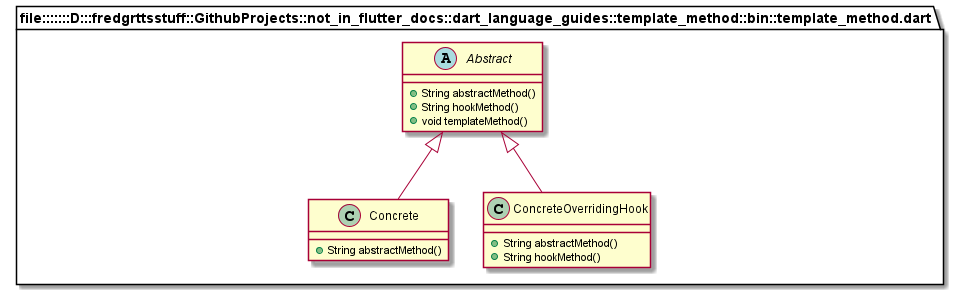 file:::::::D:::fredgrttsstuff::GithubProjects::not_in_flutter_docs::dart_language_guides::template_method::bin::template_method.dart
A Abstract
String abstractMethod()
String hookMethod()
void templateMethod()
C Concrete
String abstractMethod()
C ConcreteOverridingHook
String abstractMethod()
String hookMethod()